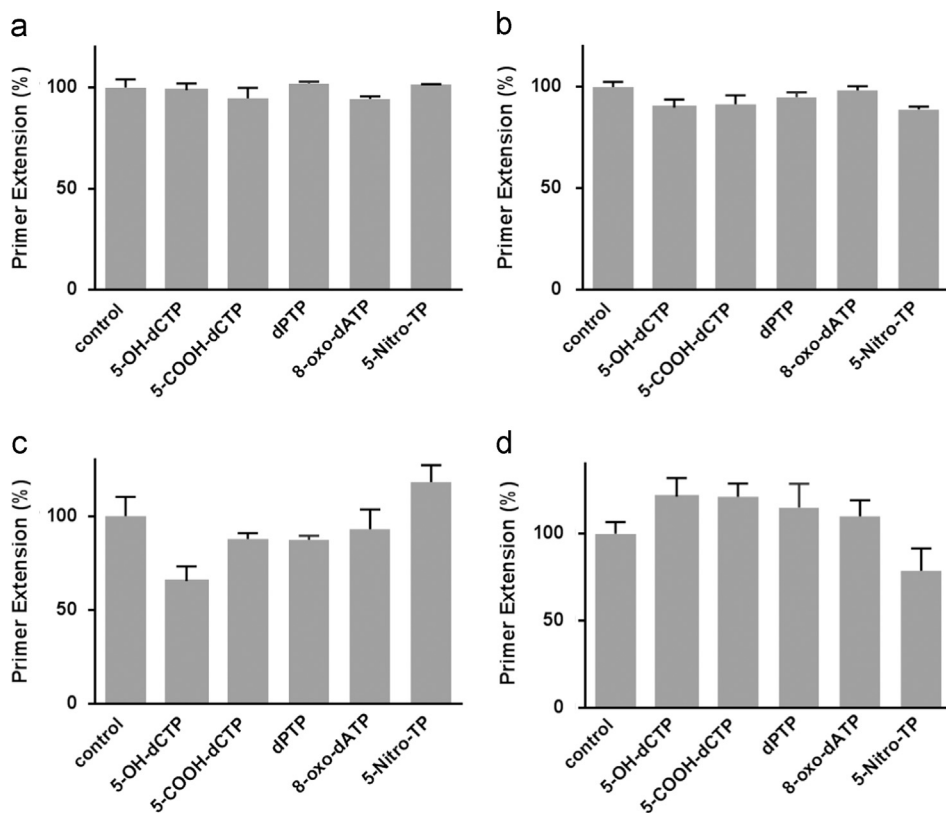 a
Primer Extension (%)
100
50
0
control
5-OH-dCTP
5-COOH-dCTP
dPTP
8-oxo-dATP
5-Nitro-TP
b
Primer Extension (%)
100
50
0
control
5-OH-dCTP
5-COOH-dCTP
dPTP
8-oxo-dATP
5-Nitro-TP
c
Primer Extension (%)
100
50
0
control
5-OH-dCTP
5-COOH-dCTP
dPTP
8-oxo-dATP
5-Nitro-TP
d
Primer Extension (%)
100
50
0
control
5-OH-dCTP
5-COOH-dCTP
dPTP
8-oxo-dATP
5-Nitro-TP